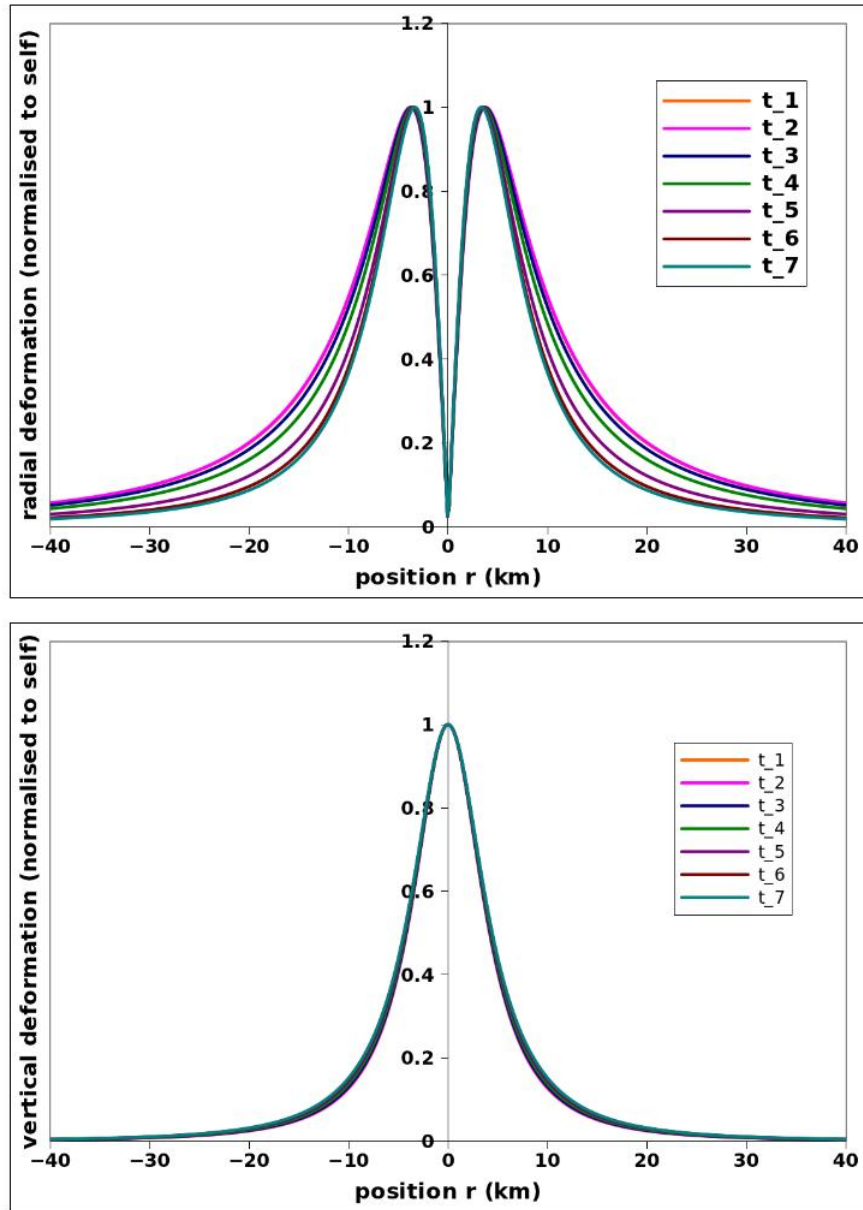 radial deformation (normalised to self)
1.2
1
0.8
0.6
0.4
0.2
0
−40 −30 −20 −10 0 10 20 30 40
position r (km)
t_1
t_2
t_3
t_4
t_5
t_6
t_7
vertical deformation (normalised to self)
1.2
1
0.8
0.6
0.4
0.2
0
−40 −30 −20 −10 0 10 20 30 40
position r (km)
t_1
t_2
t_3
t_4
t_5
t_6
t_7